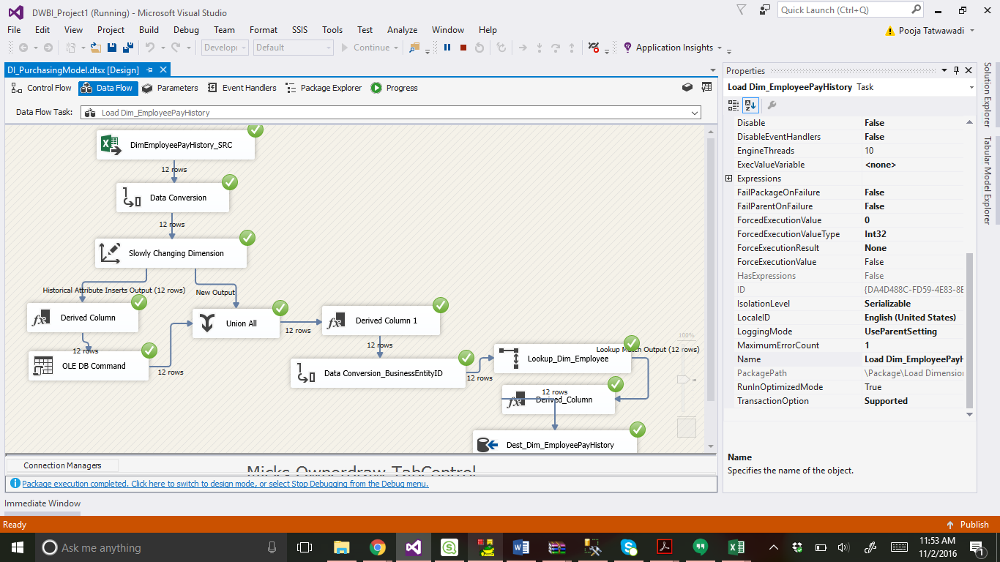 DWBI_Project1 (Running) - Microsoft Visual Studio
Quick Launch (Ctrl+Q)
File Edit View Project Build Debug Team Format SSIS Tools Test Analyze Window Help
Pooja Tatwawadi
Develop Default Continue Application Insights
DI_PurchasingModel.dtsx [Design]
Control Flow Data Flow Parameters Event Handlers Package Explorer Progress
Data Flow Task: Load Dim_EmployeePayHistory
DimEmployeePayHistory_SRC
12 rows
Data Conversion
12 rows
Slowly Changing Dimension
Historical Attribute Inserts Output (12 rows)
New Output
Derived Column
12 rows
OLE DB Command
12 rows
Union All
12 rows
Derived Column 1
12 rows
Data Conversion_BusinessEntityID
12 rows
Lookup_Dim_Employee
Lookup Match Output (12 rows)
12 rows
Derived_Column
Dest_Dim_EmployeePayHistory
100%
Connection Managers
Micks Ownerdraw TabControl
Package execution completed. Click here to switch to design mode, or select Stop Debugging from the Debug menu.
Immediate Window
Properties
Load Dim_EmployeePayHistory Task
Disable False
DisableEventHandlers False
EngineThreads 10
ExecValueVariable <none>
Expressions
FailPackageOnFailure False
FailParentOnFailure False
ForcedExecutionValue 0
ForcedExecutionValueType Int32
ForceExecutionResult None
ForceExecutionValue False
HasExpressions False
ID {DA4D488C-FD59-4E83-8E
IsolationLevel Serializable
LocaleID English (United States)
LoggingMode UseParentSetting
MaximumErrorCount 1
Name Load Dim_EmployeePayH
PackagePath \Package\Load Dimension
RunInOptimizedMode True
TransactionOption Supported
Name
Specifies the name of the object.
Solution Explorer
Tabular Model Explorer
Ready
Publish
Ask me anything
11:53 AM
11/2/2016
1